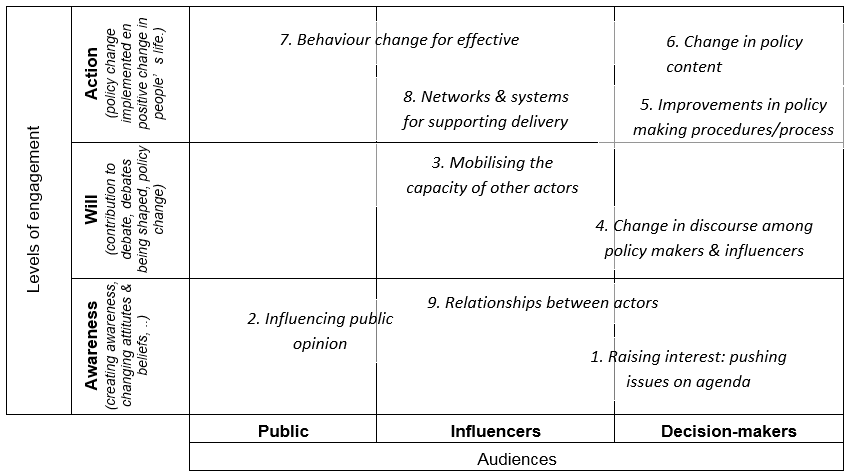 Levels of engagement
Action
(policy change
implemented en
positive change in
people’s life.)
7. Behaviour change for effective
6. Change in policy
content
8. Networks & systems
for supporting delivery
5. Improvements in policy
making procedures/process
Will
(contribution to
debate, debates
being shaped, policy
change)
3. Mobilising the
capacity of other actors
4. Change in discourse among
policy makers & influencers
Awareness
(creating awareness,
changing attitutes &
beliefs, ..)
9. Relationships between actors
2. Influencing public
opinion
1. Raising interest: pushing
issues on agenda
Public
Influencers
Decision-makers
Audiences